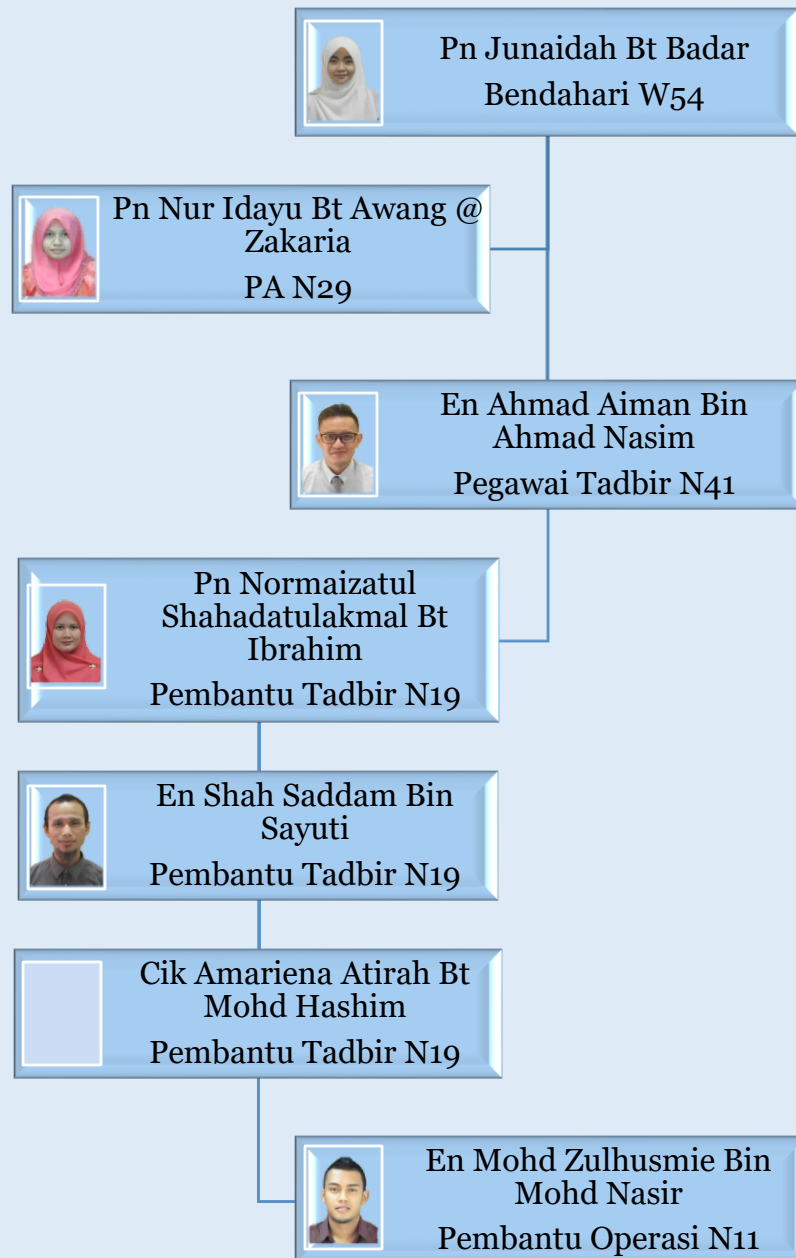 Pn Junaidah Bt Badar
Bendahari W54
Pn Nur Idayu Bt Awang @
Zakaria
PA N29
En Ahmad Aiman Bin
Ahmad Nasim
Pegawai Tadbir N41
Pn Normaizatul
Shahadatulakmal Bt
Ibrahim
Pembantu Tadbir N19
En Shah Saddam Bin
Sayuti
Pembantu Tadbir N19
Cik Amariena Atirah Bt
Mohd Hashim
Pembantu Tadbir N19
En Mohd Zulhusmie Bin
Mohd Nasir
Pembantu Operasi N11